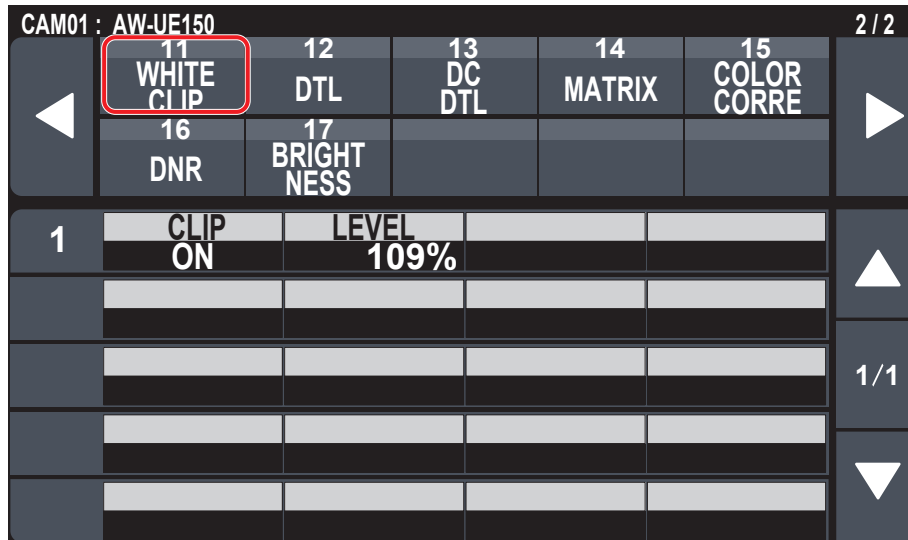 CAM01 : AW-UE150 2 / 2
11 12 13 14 15
WHITE CLIP DTL DC DTL MATRIX COLOR CORRE
16 17
DNR BRIGHT NESS
1 CLIP LEVEL
ON 109%
1/1